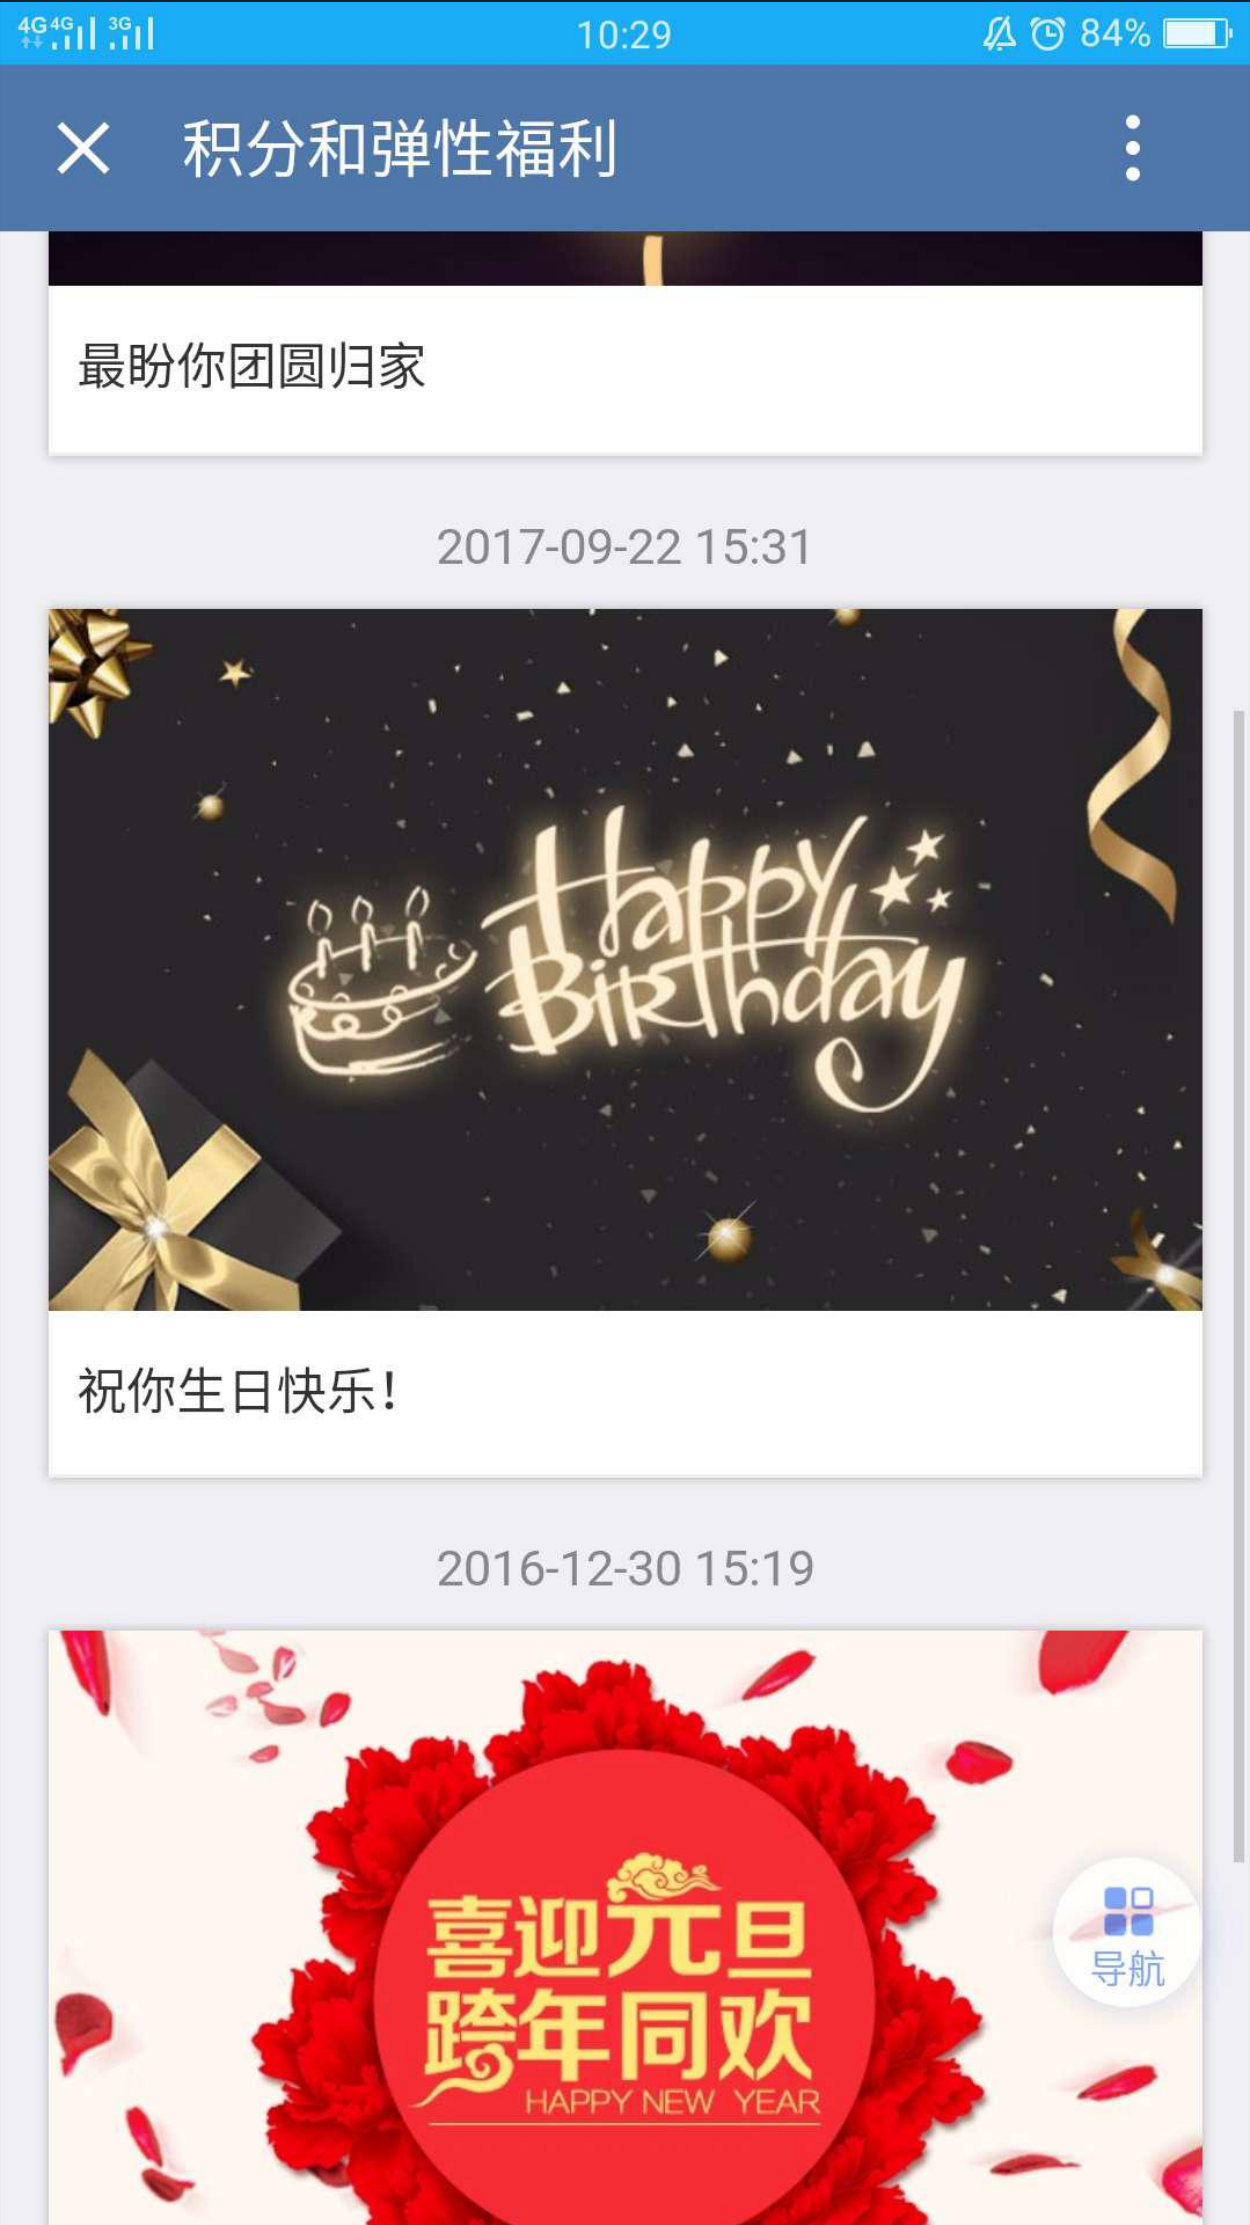 4G 4G 3G 10:29 84%
积分和弹性福利
最盼你团圆归家
2017-09-22 15:31
Happy
Birthday
祝你生日快乐！
2016-12-30 15:19
喜迎元旦
跨年同欢
HAPPY NEW YEAR
导航